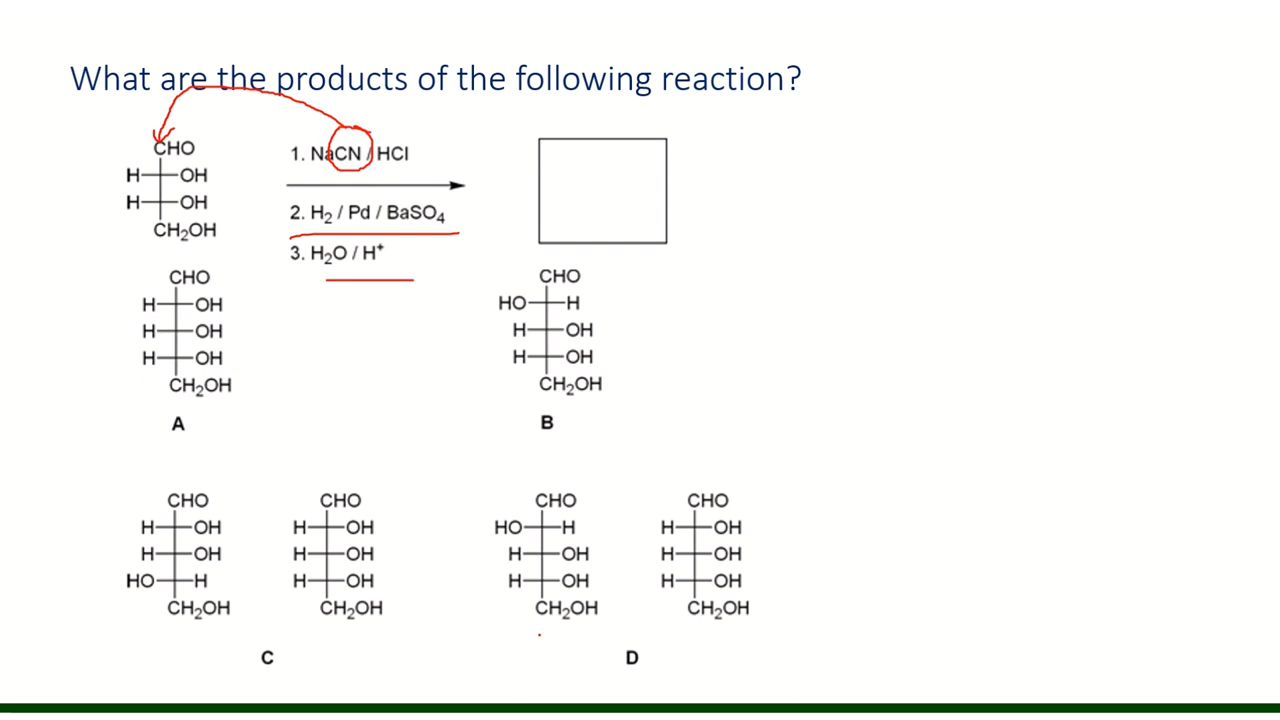 What are the products of the following reaction?
CHO
H OH
H OH
CH₂OH
1. NaCN / HCl
2. H₂ / Pd / BaSO₄
3. H₂O / H⁺
CHO
H OH
H OH
H OH
CH₂OH
A
CHO
HO H
H OH
H OH
CH₂OH
B
CHO
H OH
H OH
HO H
CH₂OH
CHO
H OH
H OH
H OH
CH₂OH
C
CHO
HO H
H OH
H OH
CH₂OH
CHO
H OH
H OH
H OH
CH₂OH
D